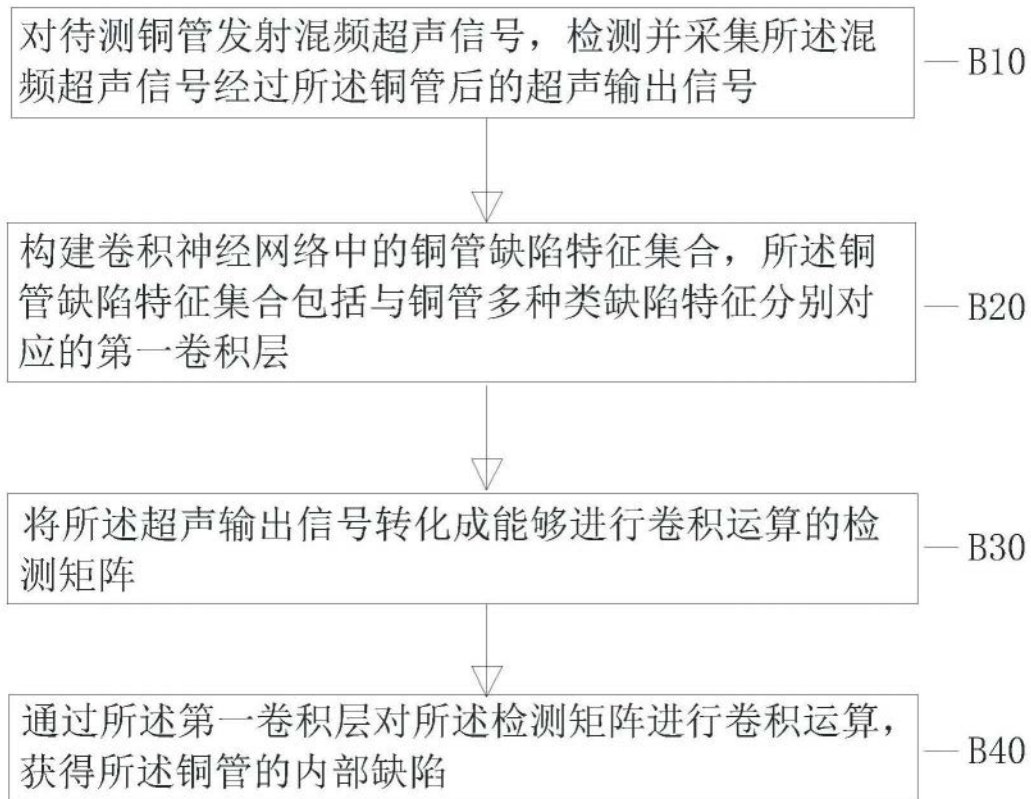 对待测铜管发射混频超声信号，检测并采集所述混
频超声信号经过所述铜管后的超声输出信号
B10
构建卷积神经网络中的铜管缺陷特征集合，所述铜
管缺陷特征集合包括与铜管多种类缺陷特征分别对
应的第一卷积层
B20
将所述超声输出信号转化成能够进行卷积运算的检
测矩阵
B30
通过所述第一卷积层对所述检测矩阵进行卷积运算，
获得所述铜管的内部缺陷
B40